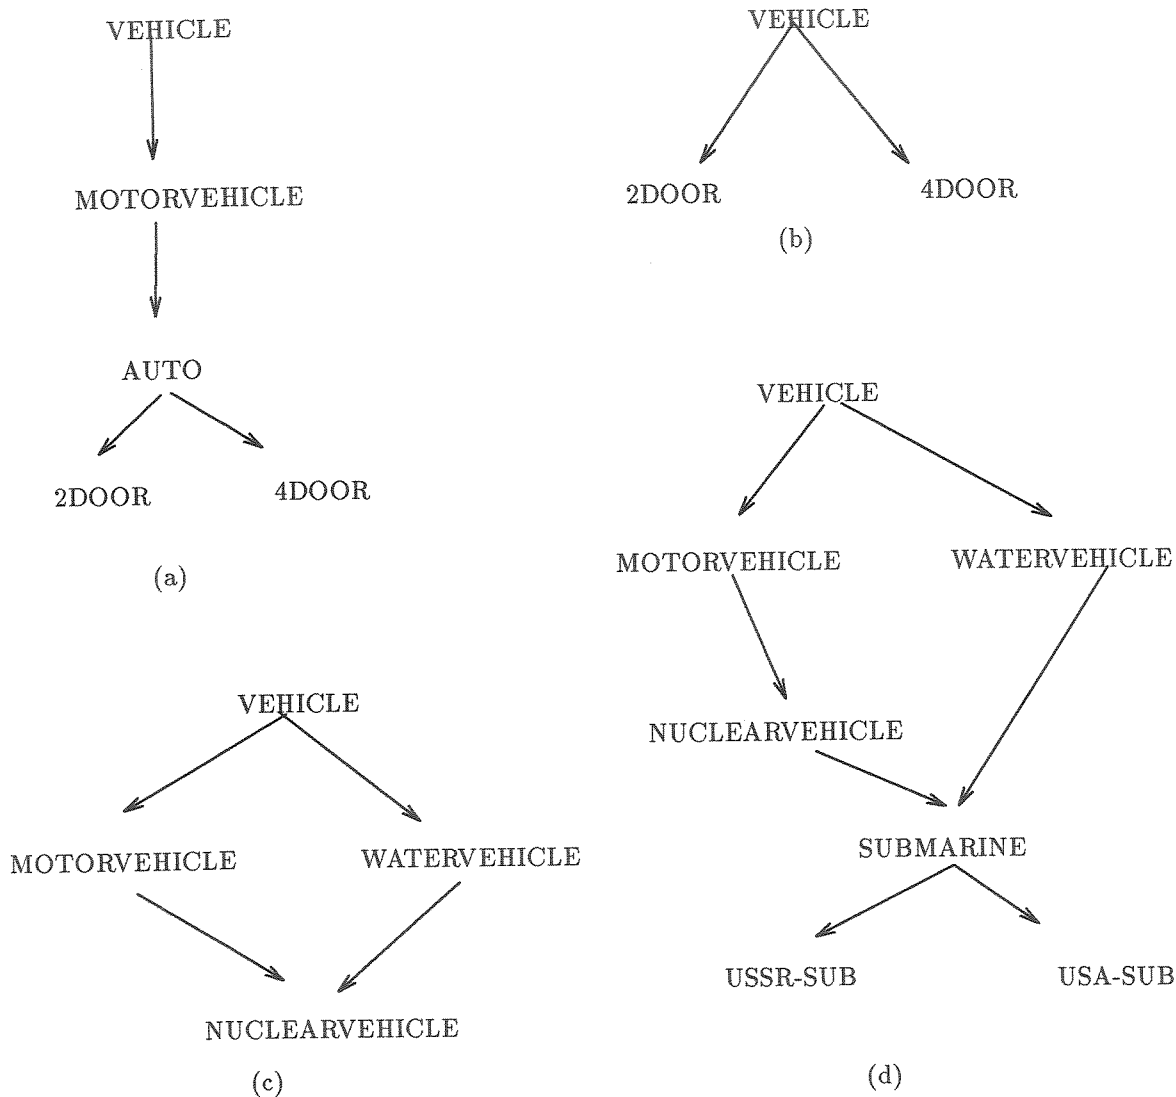 VEHICLE
MOTORVEHICLE
AUTO
2DOOR 4DOOR
(a)
VEHICLE
2DOOR 4DOOR
(b)
VEHICLE
MOTORVEHICLE WATERVEHICLE
NUCLEARVEHICLE
(c)
VEHICLE
MOTORVEHICLE WATERVEHICLE
NUCLEARVEHICLE
SUBMARINE
USSR-SUB USA-SUB
(d)